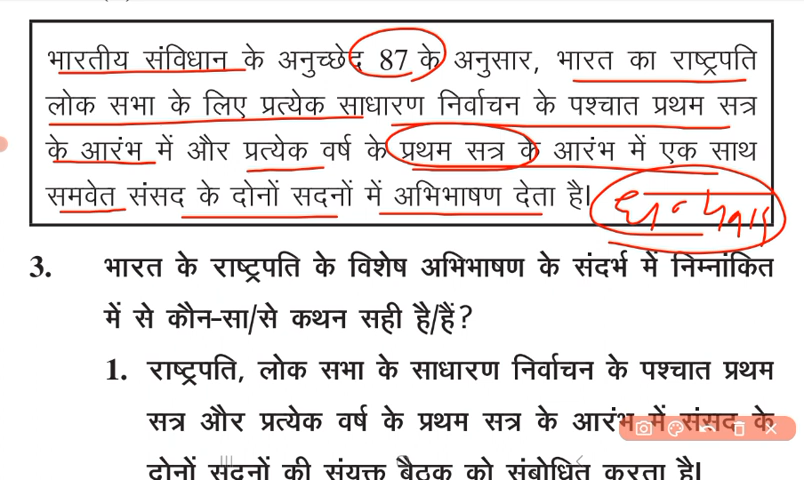 भारतीय संविधान के अनुच्छेद 87 के अनुसार, भारत का राष्ट्रपति
लोक सभा के लिए प्रत्येक साधारण निर्वाचन के पश्चात प्रथम सत्र
के आरंभ में और प्रत्येक वर्ष के प्रथम सत्र के आरंभ में एक साथ
समवेत संसद के दोनों सदनों में अभिभाषण देता है।
3. भारत के राष्ट्रपति के विशेष अभिभाषण के संदर्भ में निम्नांकित
में से कौन-सा/से कथन सही है/हैं?
1. राष्ट्रपति, लोक सभा के साधारण निर्वाचन के पश्चात प्रथम
सत्र और प्रत्येक वर्ष के प्रथम सत्र के आरंभ में संसद के
दोनों सदनों की संयुक्त बैठक को संबोधित करता है।